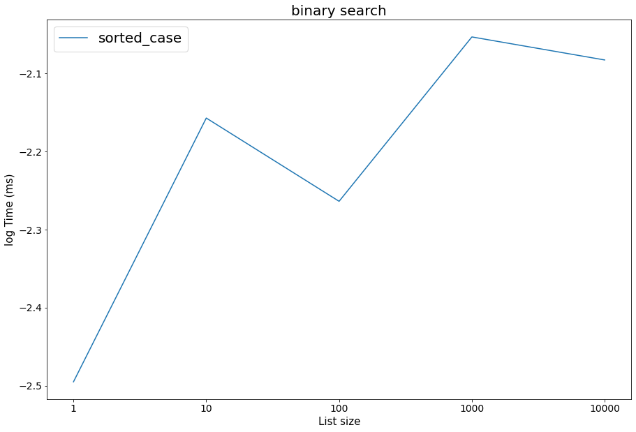 binary search
sorted_case
−2.1
−2.2
−2.3
−2.4
−2.5
log Time (ms)
1 10 100 1000 10000
List size